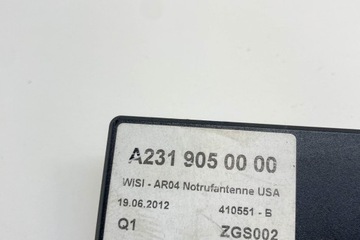 A231 905 00 00
WISI - AR04 Notrufantenne USA
19.06.2012 410551 - B
Q1 ZGS002